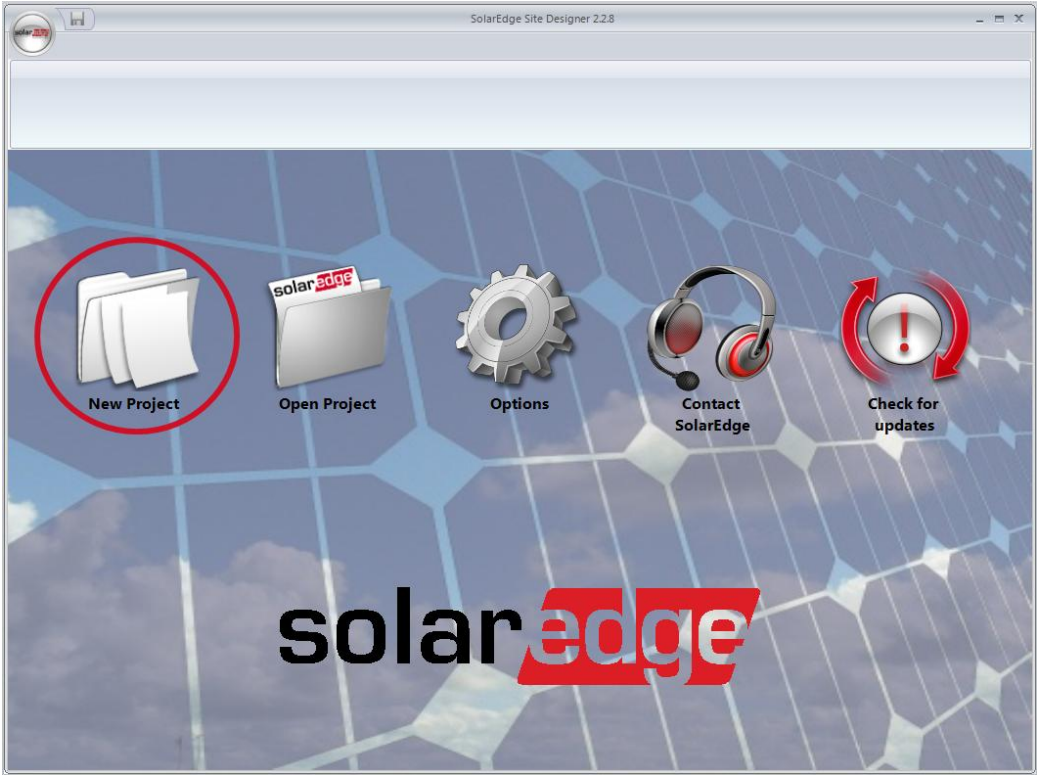 SolarEdge Site Designer 2.2.8
solaredge
solaredge
New Project
Open Project
Options
Contact
SolarEdge
Check for
updates
solaredge